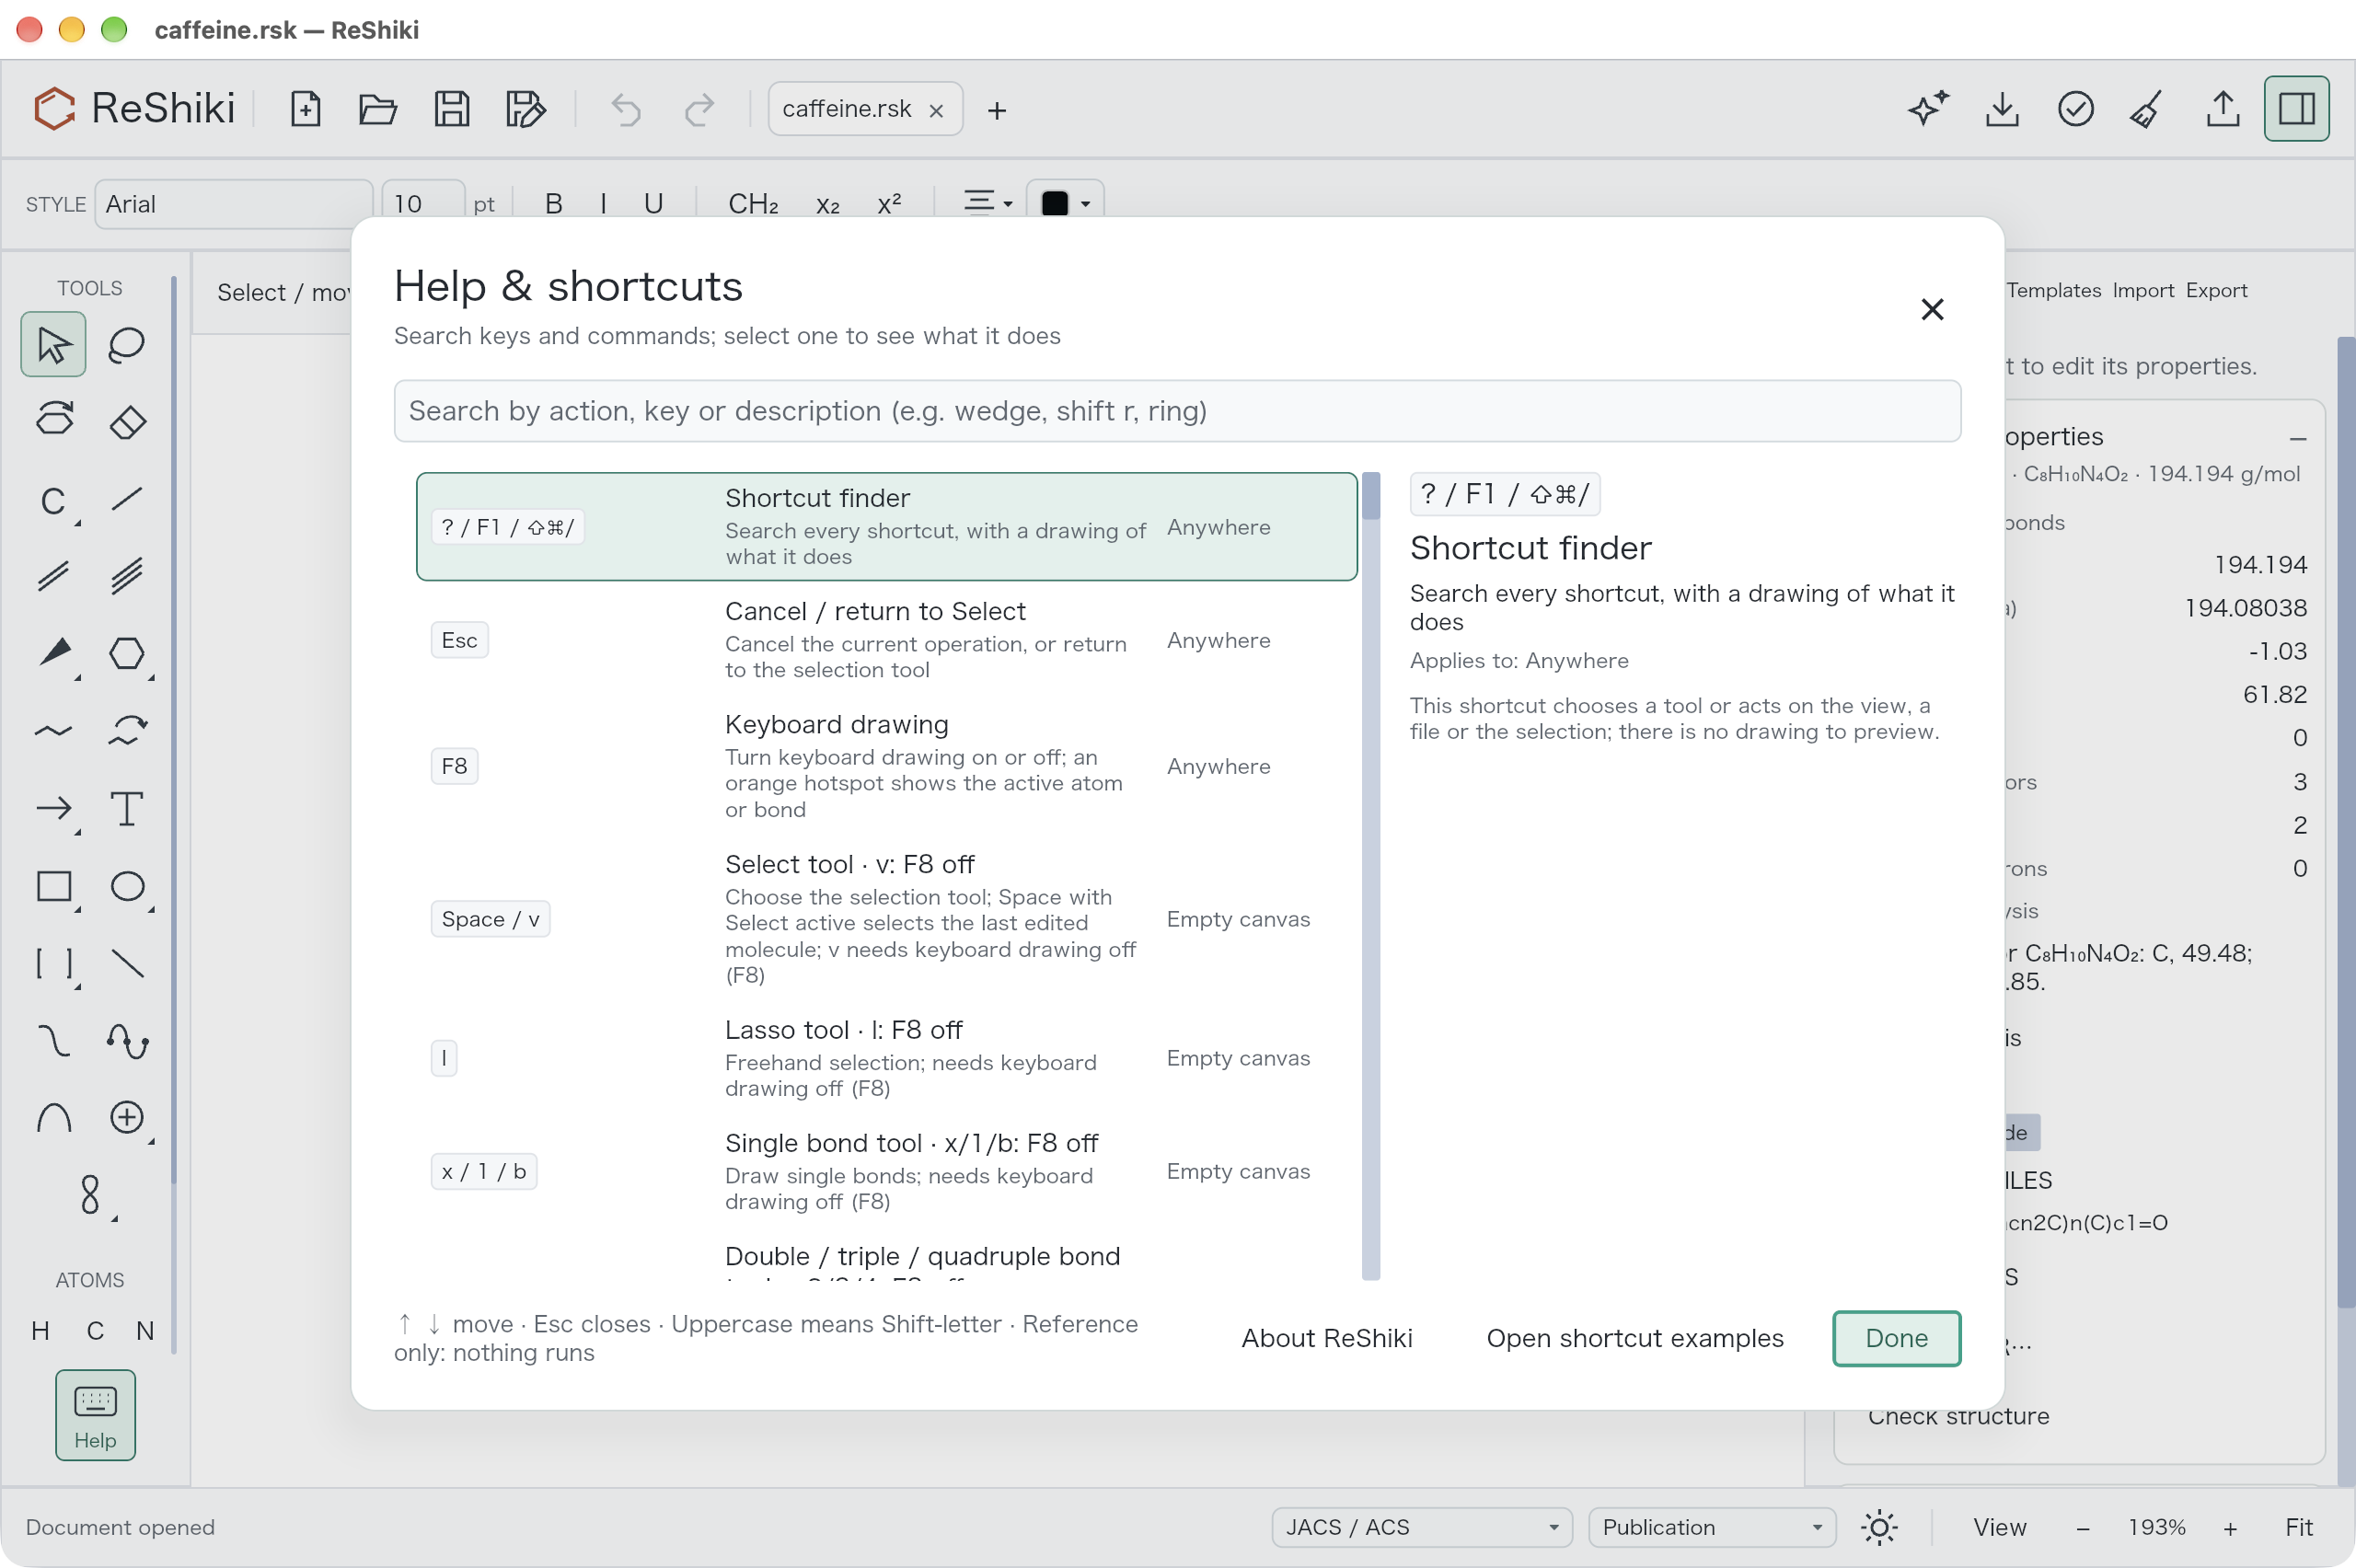 caffeine.rsk — ReShiki
ReShiki
caffeine.rsk ×
+
STYLE Arial 10 pt B I U CH₂ x₂ x²
TOOLS
Select / mov
Templates Import Export
t to edit its properties.
operties
· C₈H₁₀N₄O₂ · 194.194 g/mol
bonds
194.194
a) 194.08038
-1.03
61.82
0
ors 3
2
rons 0
ysis
or C₈H₁₀N₄O₂: C, 49.48;
.85.
is
de
ILES
cn2C)n(C)c1=O
S
Check structure
C
T
[ ]
ATOMS
H C N
Help
Help & shortcuts
Search keys and commands; select one to see what it does
Search by action, key or description (e.g. wedge, shift r, ring)
? / F1 / ⇧⌘/
Shortcut finder
Search every shortcut, with a drawing of
what it does
Anywhere
Esc
Cancel / return to Select
Cancel the current operation, or return
to the selection tool
Anywhere
F8
Keyboard drawing
Turn keyboard drawing on or off; an
orange hotspot shows the active atom
or bond
Anywhere
Space / v
Select tool · v: F8 off
Choose the selection tool; Space with
Select active selects the last edited
molecule; v needs keyboard drawing off
(F8)
Empty canvas
l
Lasso tool · l: F8 off
Freehand selection; needs keyboard
drawing off (F8)
Empty canvas
x / 1 / b
Single bond tool · x/1/b: F8 off
Draw single bonds; needs keyboard
drawing off (F8)
Empty canvas
Double / triple / quadruple bond
? / F1 / ⇧⌘/
Shortcut finder
Search every shortcut, with a drawing of what it
does
Applies to: Anywhere
This shortcut chooses a tool or acts on the view, a
file or the selection; there is no drawing to preview.
↑ ↓ move · Esc closes · Uppercase means Shift-letter · Reference
only: nothing runs
About ReShiki
Open shortcut examples
Done
Document opened
JACS / ACS
Publication
View − 193% + Fit